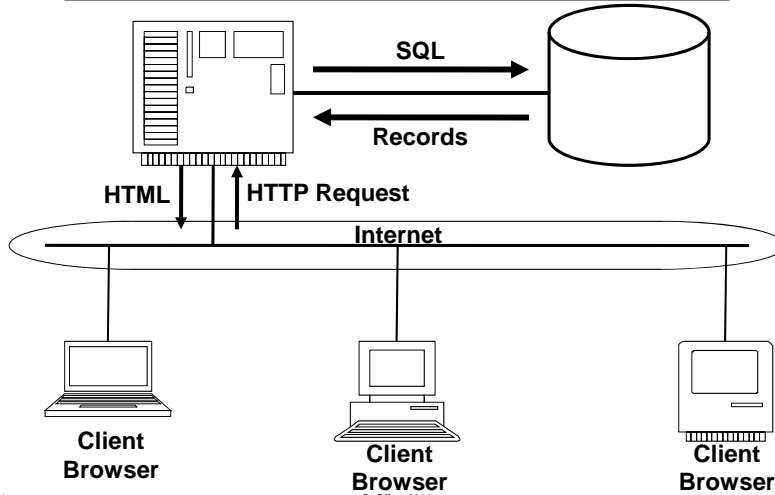 SQL
Records
HTML
HTTP Request
Internet
Client
Browser
Client
Browser
Client
Browser